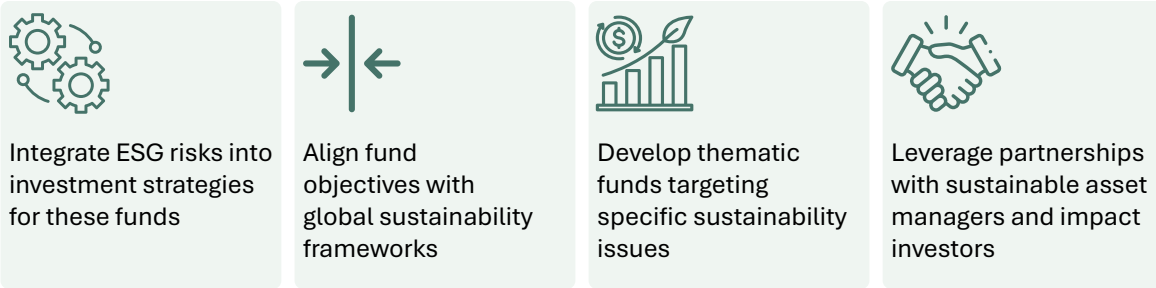 Integrate ESG risks into
investment strategies
for these funds
Align fund
objectives with
global sustainability
frameworks
$
Develop thematic
funds targeting
specific sustainability
issues
Leverage partnerships
with sustainable asset
managers and impact
investors